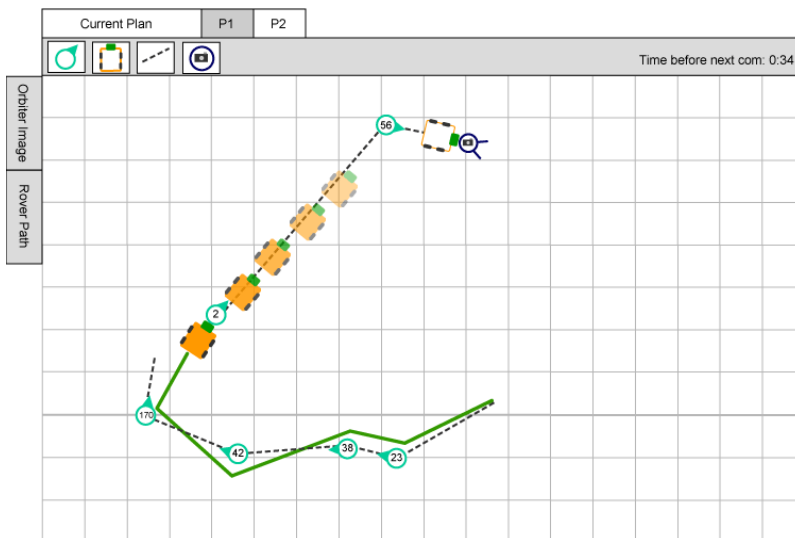 Current Plan P1 P2
Time before next com: 0:34
Orbiter Image
Rover Path
56
2
170
42
38
23